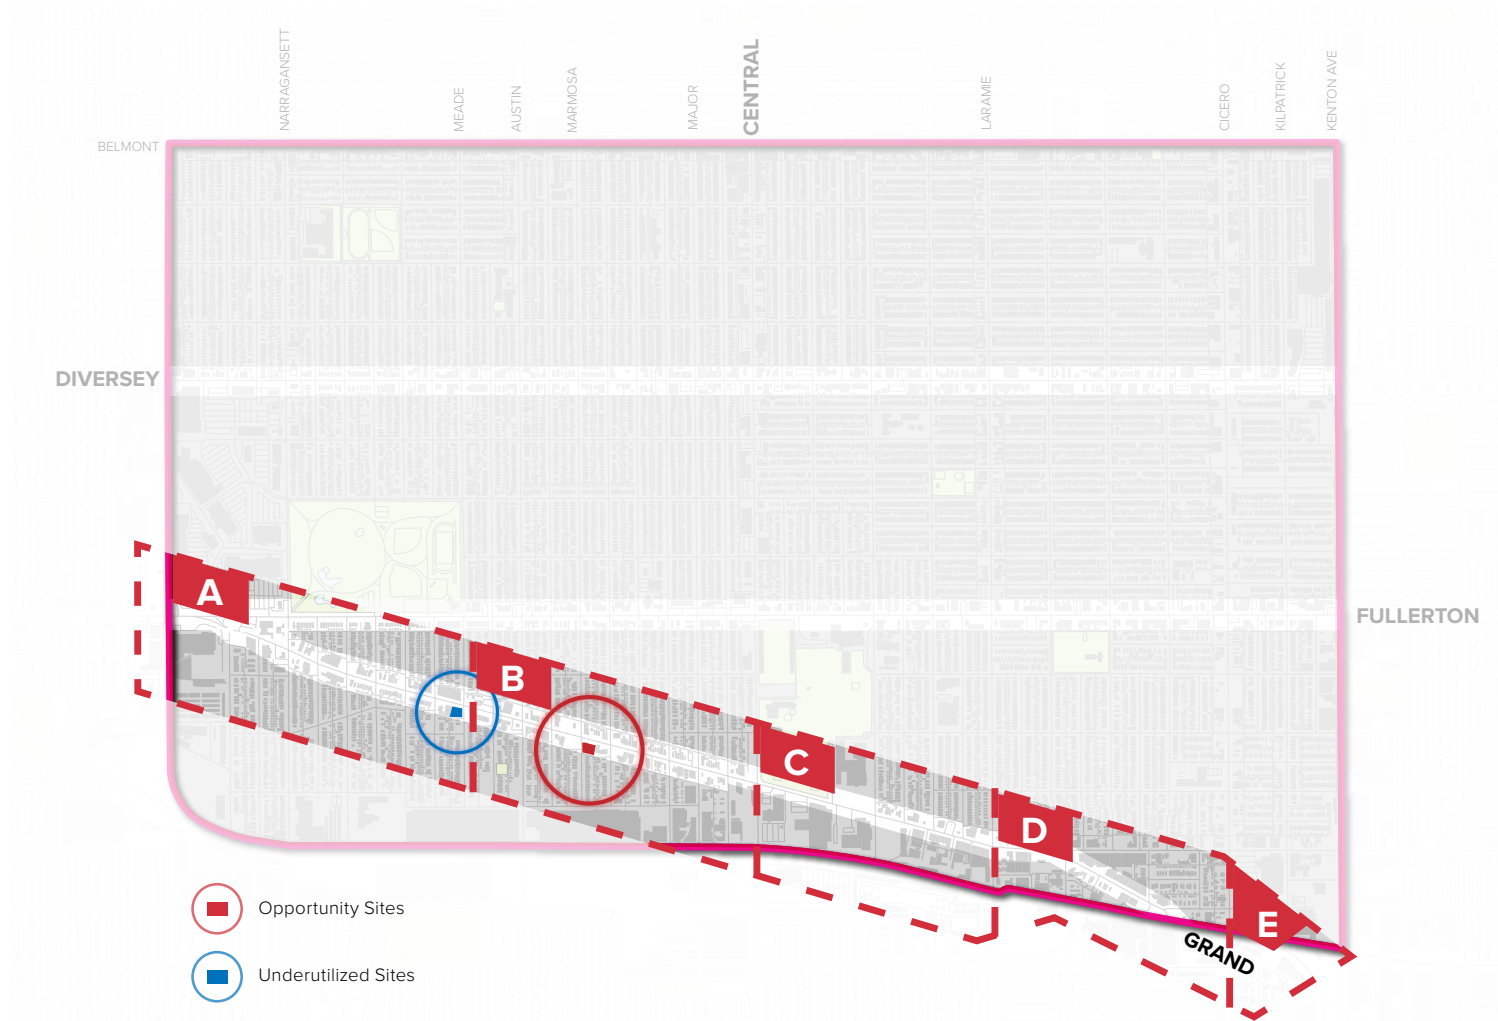 NARRAGANSETT
MEADE
AUSTIN
MARMOSA
MAJOR
CENTRAL
LARAMIE
CICERO
KILPATRICK
KENTON AVE
BELMONT
DIVERSEY
FULLERTON
A
B
C
D
E
GRAND
Opportunity Sites
Underutilized Sites